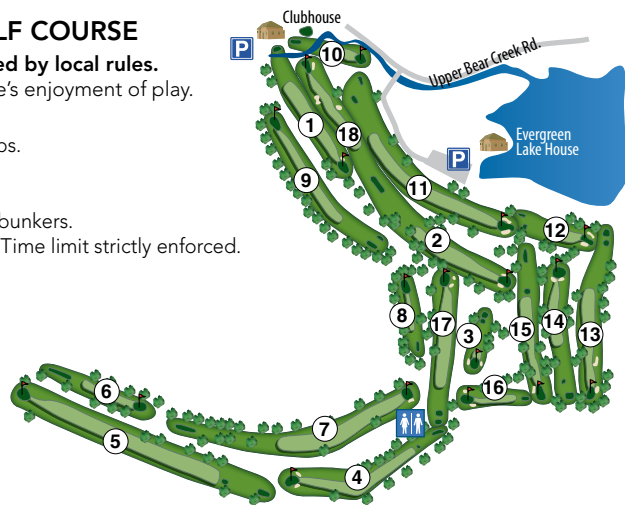 LF COURSE
ed by local rules.
e's enjoyment of play.
os.
bunkers.
Time limit strictly enforced.
Clubhouse
P
10
Upper Bear Creek Rd.
1
18
Evergreen
Lake House
P
9
11
12
2
8
17
3
15
14
13
16
6
7
5
4